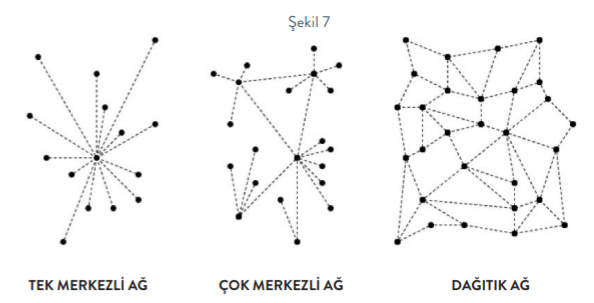 Şekil 7
TEK MERKEZLİ AĞ
ÇOK MERKEZLİ AĞ
DAĞITIK AĞ